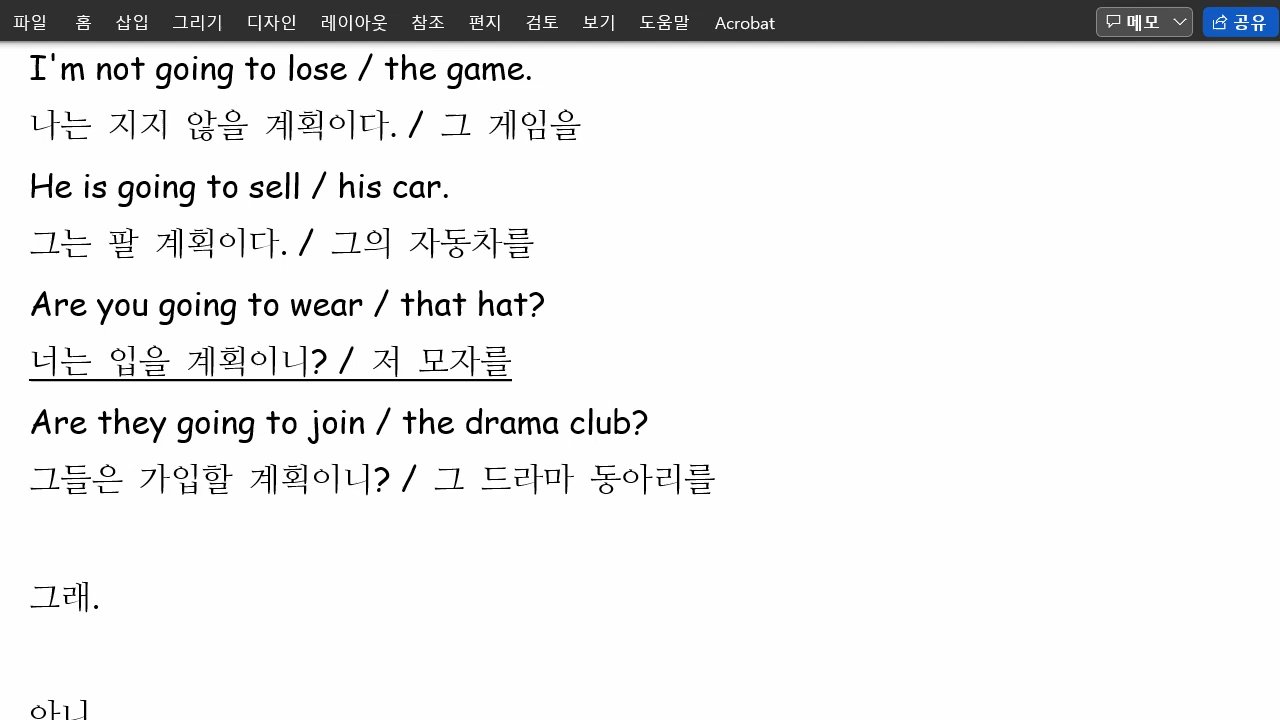 파일 홈 삽입 그리기 디자인 레이아웃 참조 편지 검토 보기 도움말 Acrobat 메모 공유
I'm not going to lose / the game.
나는 지지 않을 계획이다. / 그 게임을
He is going to sell / his car.
그는 팔 계획이다. / 그의 자동차를
Are you going to wear / that hat?
너는 입을 계획이니? / 저 모자를
Are they going to join / the drama club?
그들은 가입할 계획이니? / 그 드라마 동아리를
그래.
아니